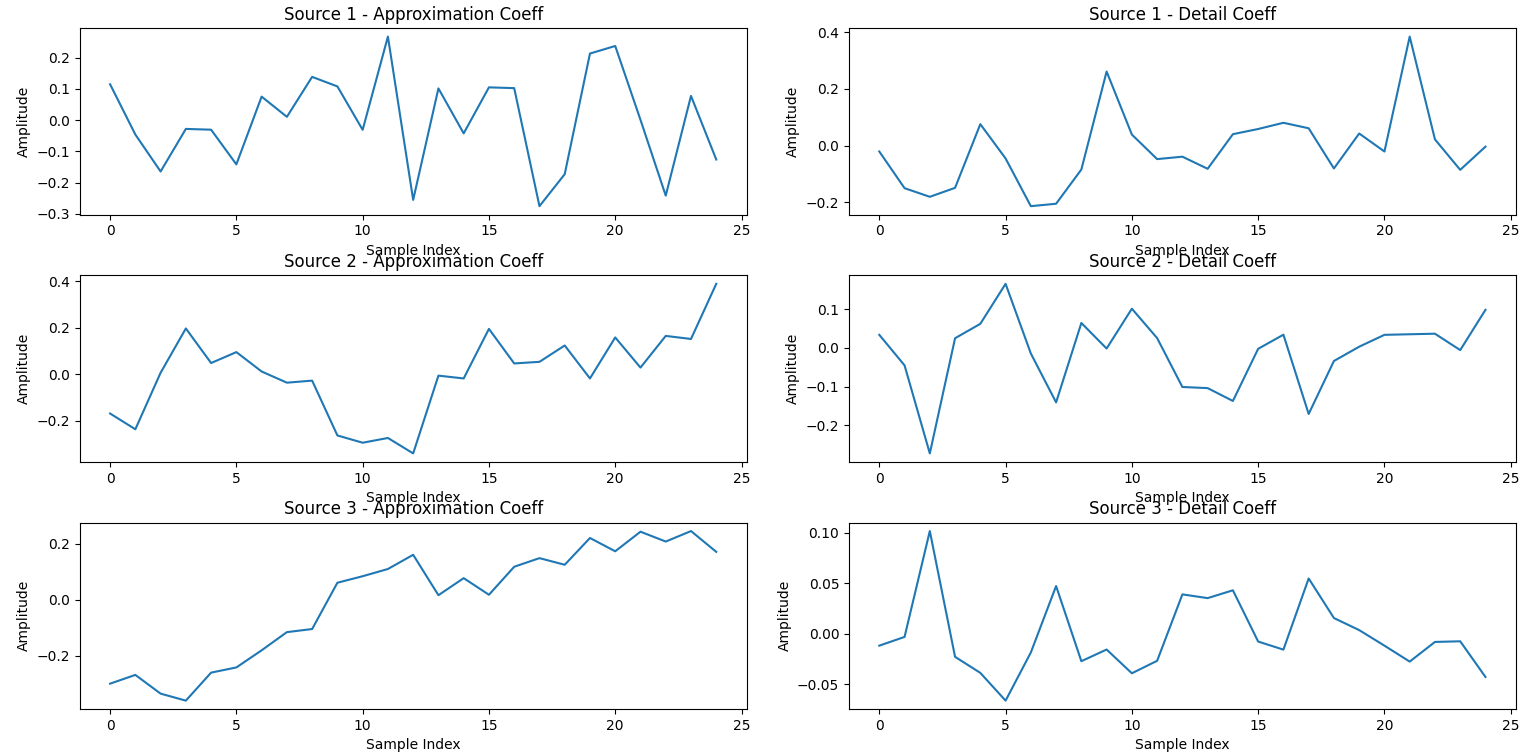 Source 1 - Approximation Coeff
Amplitude
0.2
0.1
0.0
−0.1
−0.2
−0.3
0 5 10 15 20 25
Sample Index
Source 1 - Detail Coeff
Amplitude
0.4
0.2
0.0
−0.2
0 5 10 15 20 25
Sample Index
Source 2 - Approximation Coeff
Amplitude
0.4
0.2
0.0
−0.2
0 5 10 15 20 25
Sample Index
Source 2 - Detail Coeff
Amplitude
0.1
0.0
−0.1
−0.2
0 5 10 15 20 25
Sample Index
Source 3 - Approximation Coeff
Amplitude
0.2
0.0
−0.2
0 5 10 15 20 25
Sample Index
Source 3 - Detail Coeff
Amplitude
0.10
0.05
0.00
−0.05
0 5 10 15 20 25
Sample Index